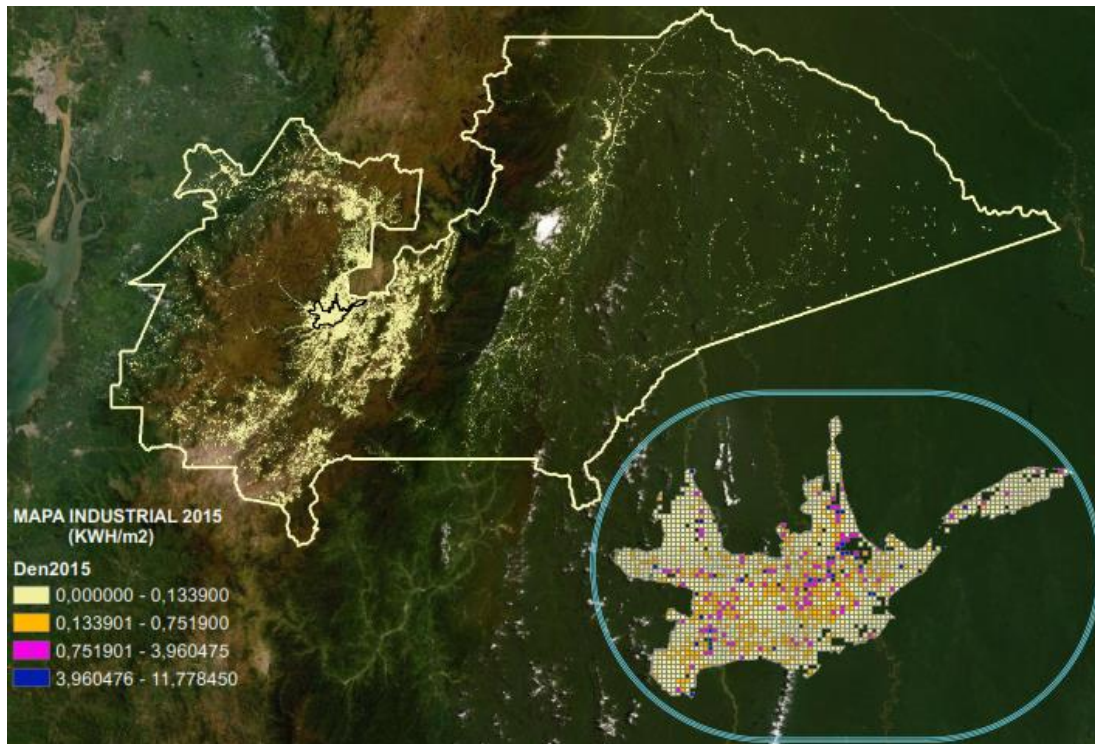 MAPA INDUSTRIAL 2015
(KWH/m2)
Den2015
0,000000 - 0,133900
0,133901 - 0,751900
0,751901 - 3,960475
3,960476 - 11,778450